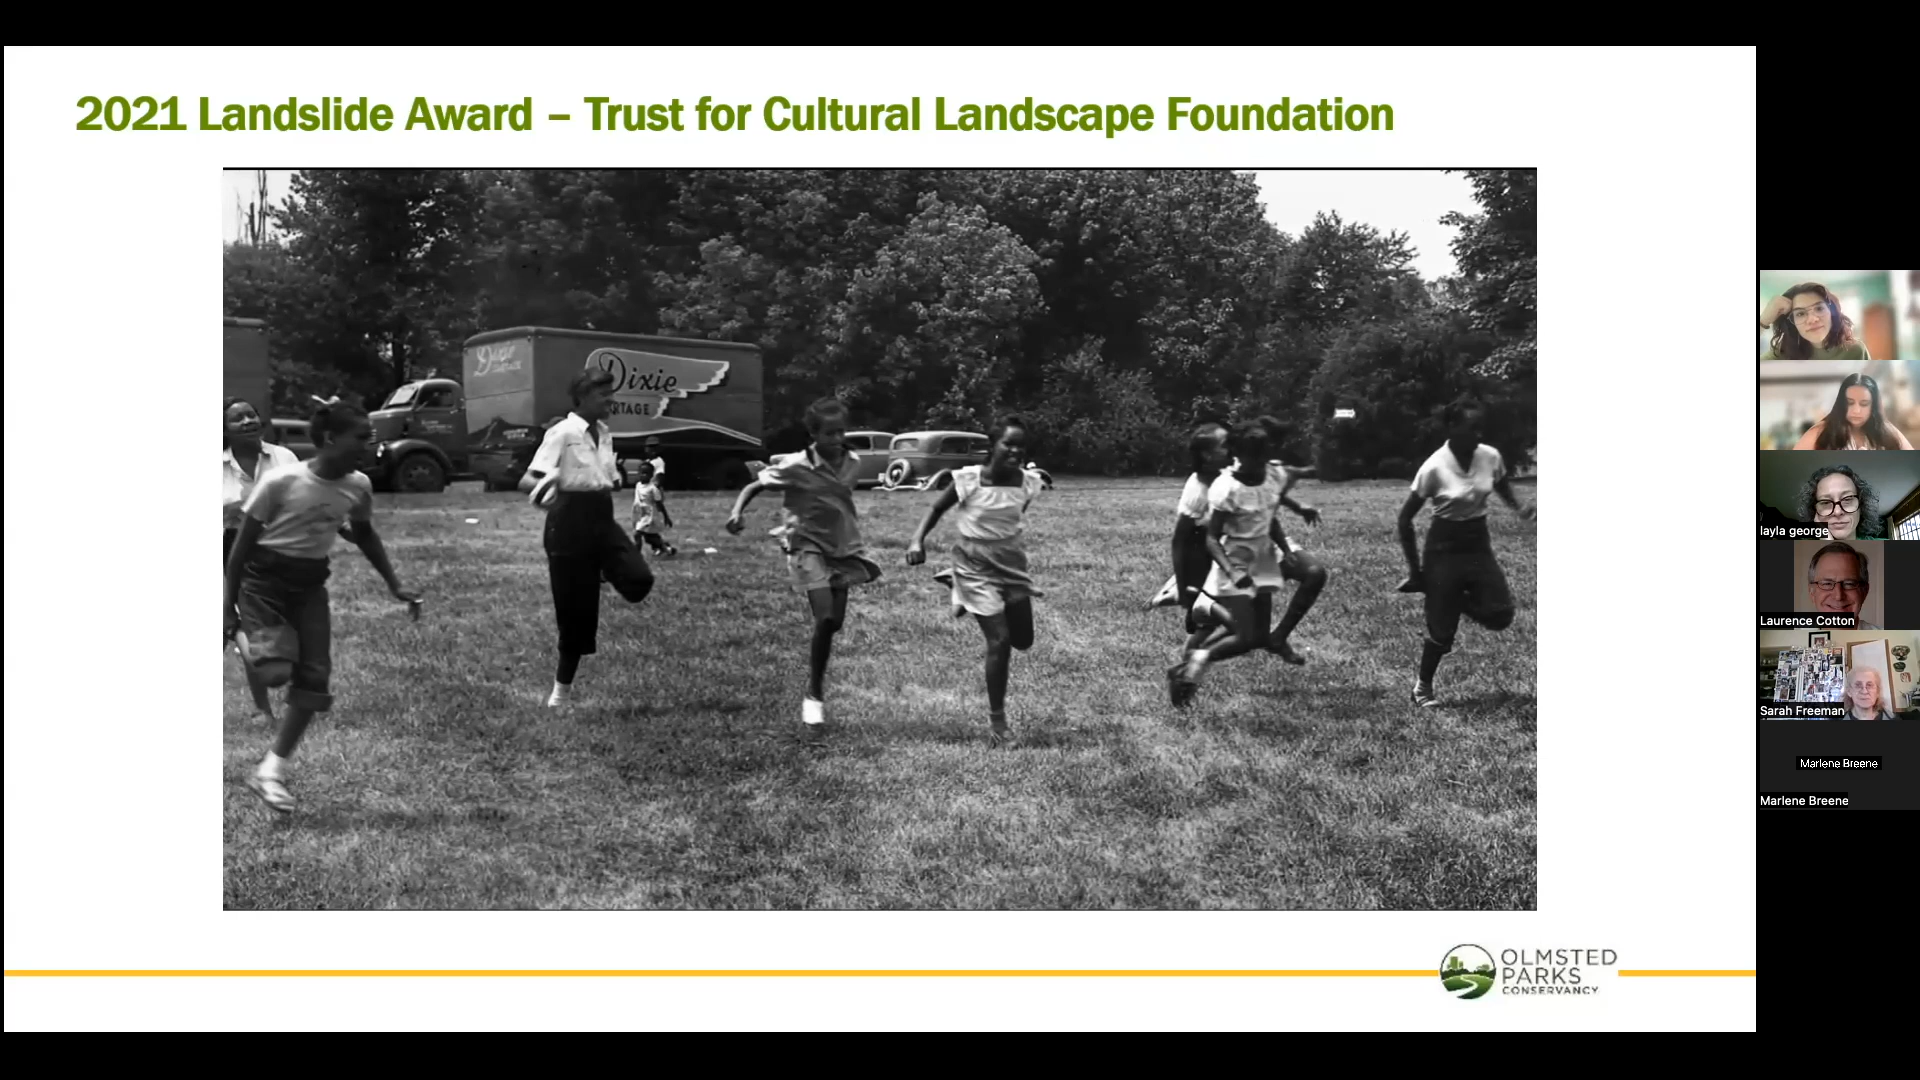 2021 Landslide Award – Trust for Cultural Landscape Foundation
Dixie
Dixie
OLMSTED
PARKS
CONSERVANCY
layla george
Laurence Cotton
Sarah Freeman
Marlene Breene
Marlene Breene